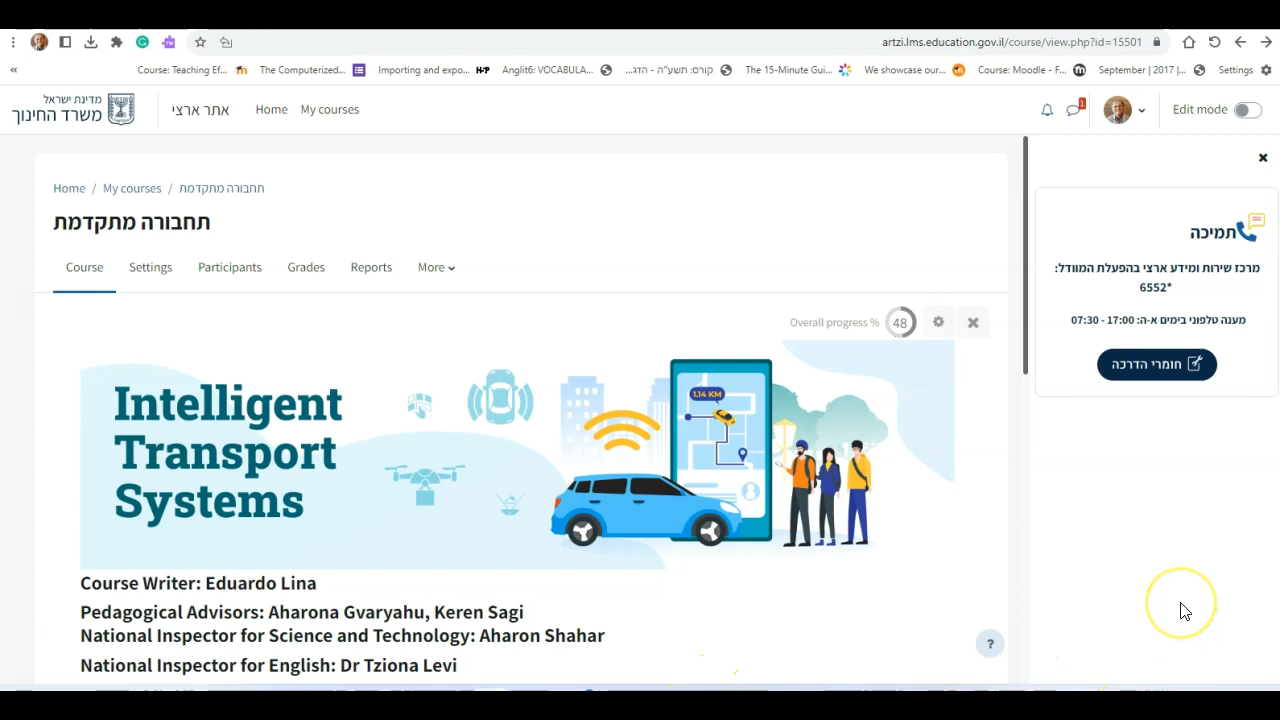 artzi.lms.education.gov.il/course/view.php?id=15501
Course: Teaching Ef...
The Computerized...
Importing and expo...
Anglit6: VOCABULA...
קורס: תשע"ה - הדג...
The 15-Minute Gui...
We showcase our...
Course: Moodle - F...
September | 2017 |...
Settings
מדינת ישראל
משרד החינוך
אתר ארצי
Home
My courses
1
Edit mode
Home / My courses / תחבורה מתקדמת
תחבורה מתקדמת
Course
Settings
Participants
Grades
Reports
More
Overall progress %
48
Intelligent
Transport
Systems
1.14 KM
Course Writer: Eduardo Lina
Pedagogical Advisors: Aharona Gvaryahu, Keren Sagi
National Inspector for Science and Technology: Aharon Shahar
National Inspector for English: Dr Tziona Levi
?
תמיכה
מרכז שירות ומידע ארצי בהפעלת המוודל:
6552*
מענה טלפוני בימים א-ה: 17:00 - 07:30
חומרי הדרכה